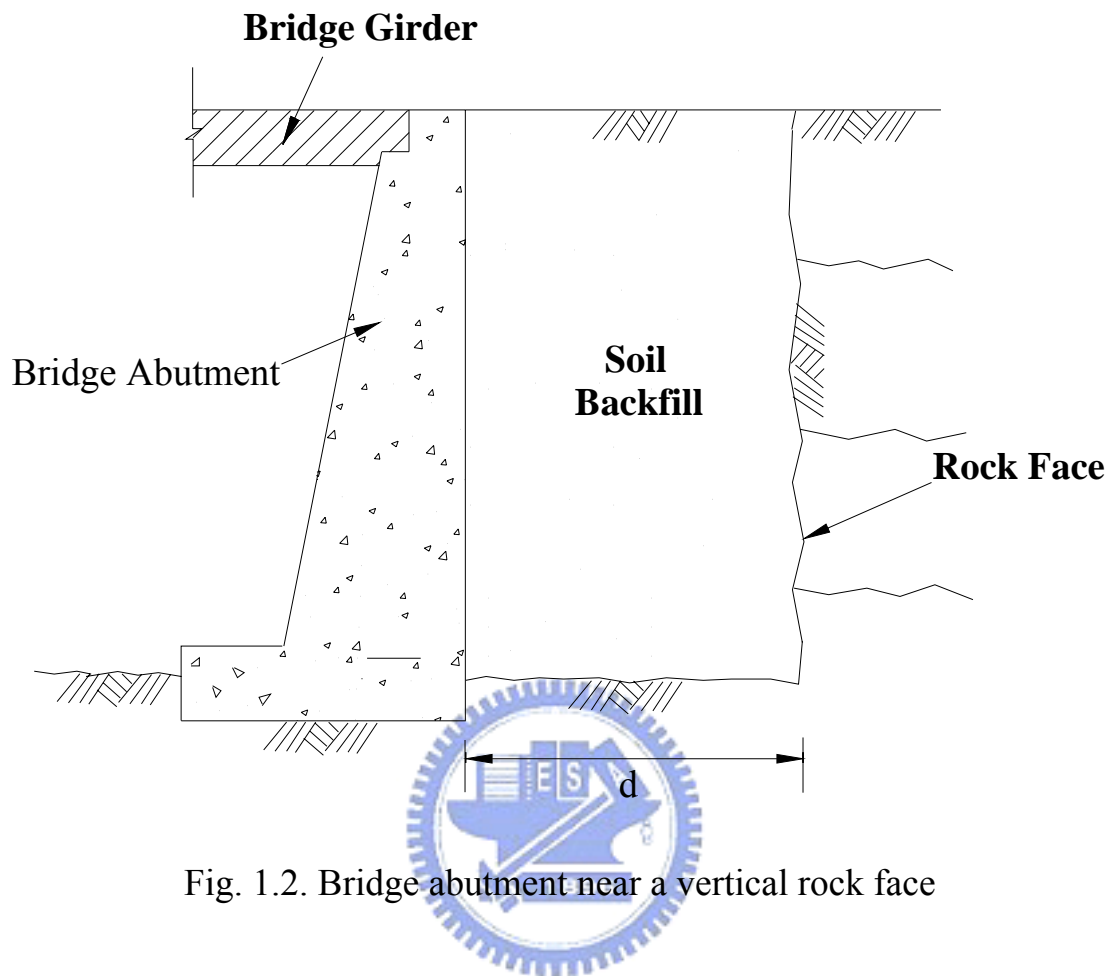 Bridge Girder
Bridge Abutment
Soil
Backfill
Rock Face
E S
d
Fig. 1.2. Bridge abutment near a vertical rock face